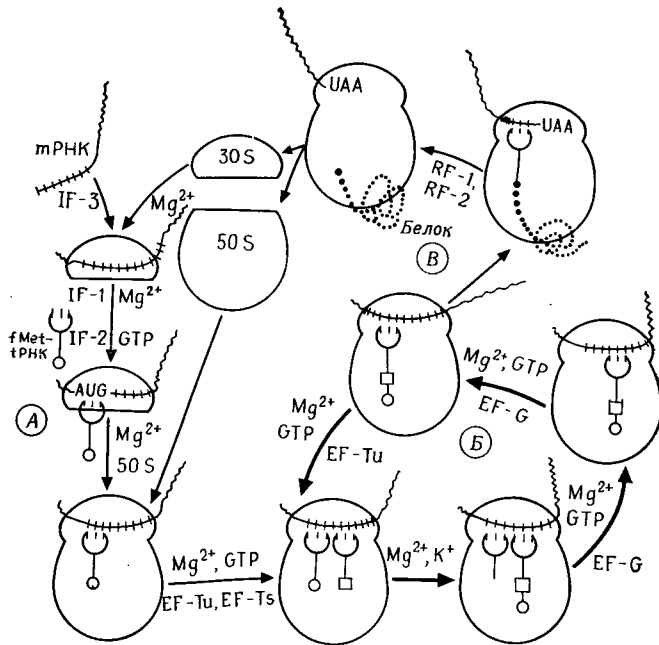 UAA
30S
mРНК
IF-3
Mg²⁺
50S
UAA
RF-1,
RF-2
Белок
В
IF-1
Mg²⁺
fMet-
tРНК
IF-2
GTP
AUG
А
Mg²⁺
50S
Mg²⁺
GTP
EF-Tu
Mg²⁺, GTP
EF-G
Б
Mg²⁺
GTP
EF-G
Mg²⁺, GTP
EF-Tu, EF-Ts
Mg²⁺, K⁺